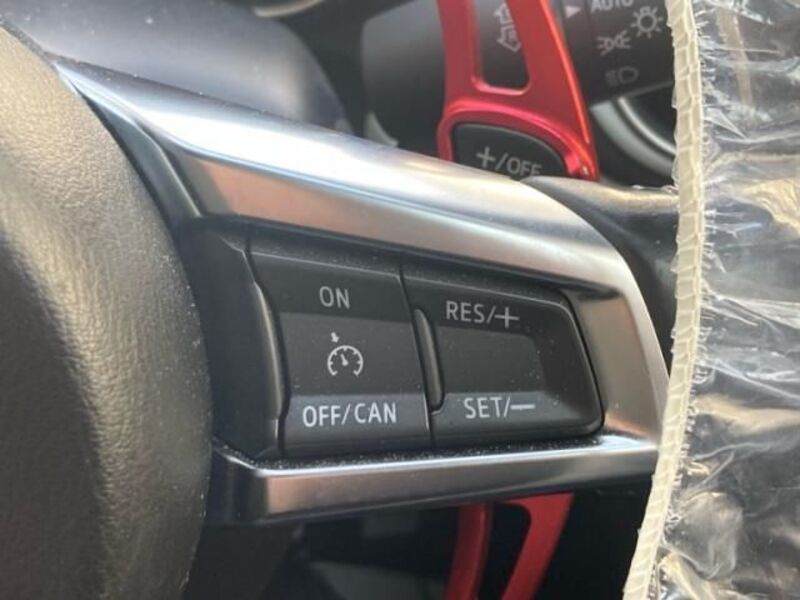 AUTO
+/OFF
ON
RES/+
OFF/CAN
SET/—